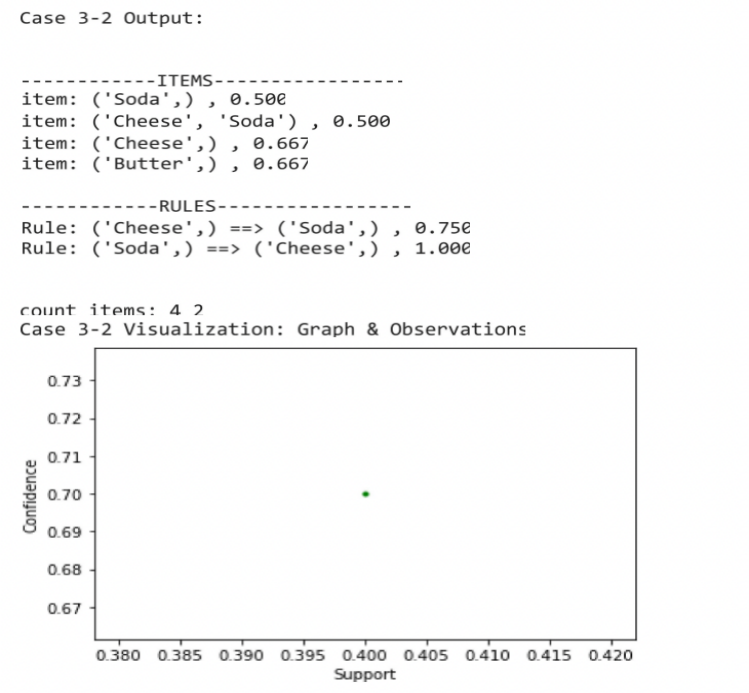 Case 3-2 Output:
------------ITEMS-----------------
item: ('Soda',) , 0.500
item: ('Cheese', 'Soda') , 0.500
item: ('Cheese',) , 0.667
item: ('Butter',) , 0.667
------------RULES-----------------
Rule: ('Cheese',) ==> ('Soda',) , 0.750
Rule: ('Soda',) ==> ('Cheese',) , 1.000
count items: 4 2
Case 3-2 Visualization: Graph & Observations
0.73
0.72
0.71
0.70
0.69
0.68
0.67
Confidence
0.380 0.385 0.390 0.395 0.400 0.405 0.410 0.415 0.420
Support